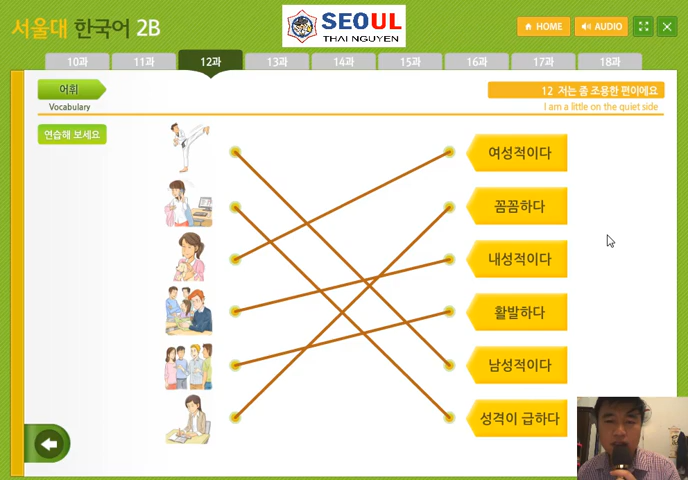 서울대 한국어 2B
SEOUL
THAI NGUYEN
HOME
AUDIO
10과
11과
12과
13과
14과
15과
16과
17과
18과
어휘
Vocabulary
12 저는 좀 조용한 편이에요
I am a little on the quiet side
연습해 보세요
여성적이다
꼼꼼하다
내성적이다
활발하다
남성적이다
성격이 급하다